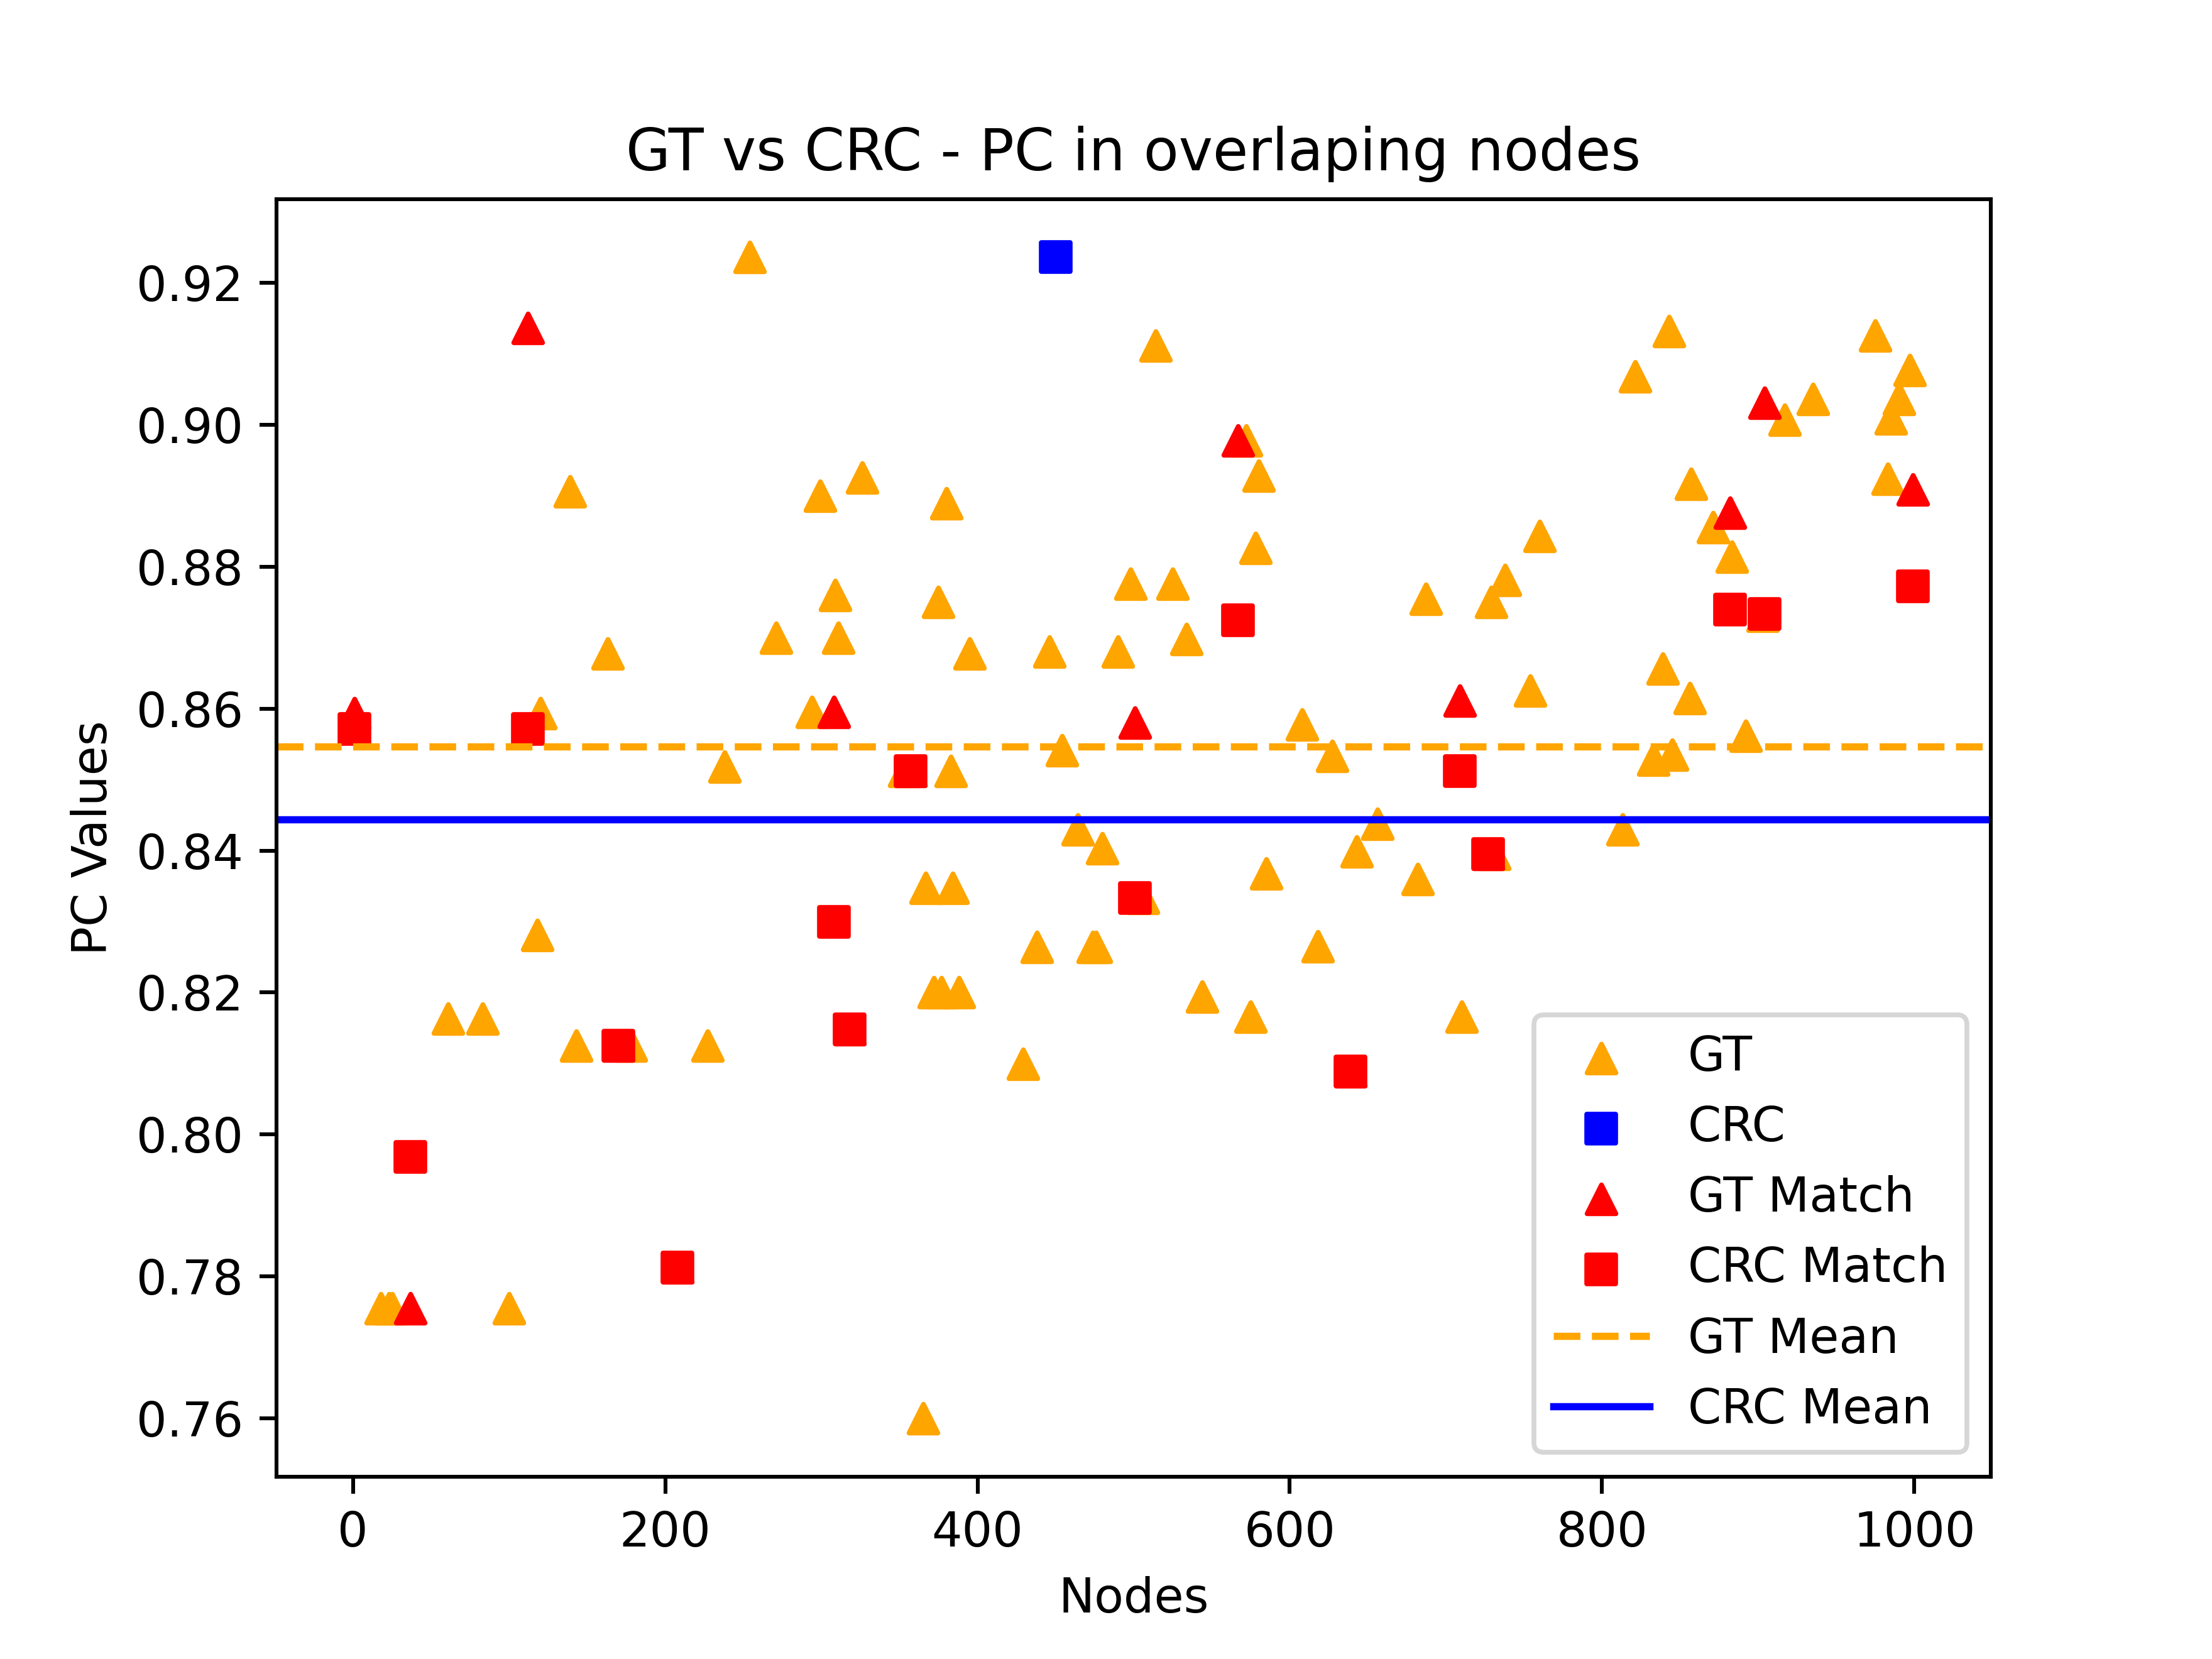 GT vs CRC - PC in overlaping nodes
0.92
0.90
0.88
0.86
0.84
0.82
0.80
0.78
0.76
PC Values
GT
CRC
GT Match
CRC Match
GT Mean
CRC Mean
0 200 400 600 800 1000
Nodes